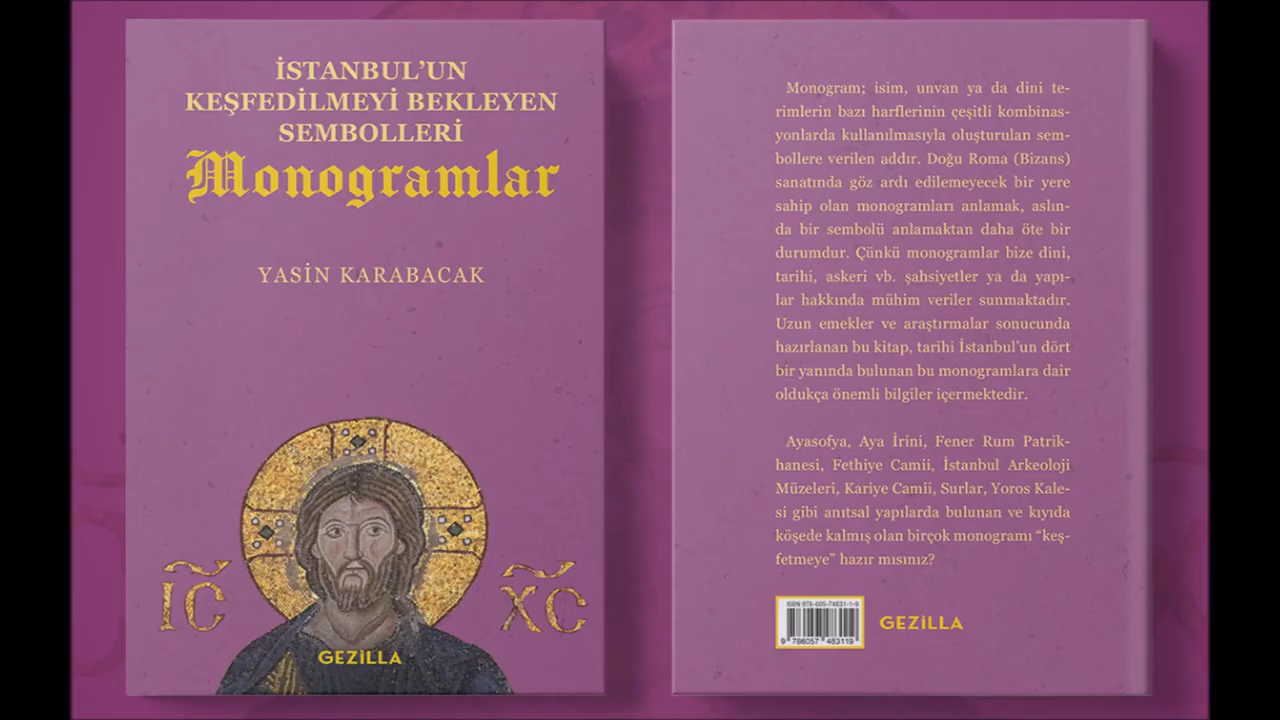 İSTANBUL'UN
KEŞFEDİLMEYİ BEKLEYEN
SEMBOLLERİ
Monogramlar
YASİN KARABACAK
IC
XC
GEZİLLA
Monogram; isim, unvan ya da dini te-
rimlerin bazı harflerinin çeşitli kombinas-
yonlarda kullanılmasıyla oluşturulan sem-
bollere verilen addır. Doğu Roma (Bizans)
sanatında göz ardı edilemeyecek bir yere
sahip olan monogramları anlamak, aslın-
da bir sembolü anlamaktan daha öte bir
durumdur. Çünkü monogramlar bize dini,
tarihi, askeri vb. şahsiyetler ya da yapı-
lar hakkında mühim veriler sunmaktadır.
Uzun emekler ve araştırmalar sonucunda
hazırlanan bu kitap, tarihi İstanbul'un dört
bir yanında bulunan bu monogramlara dair
oldukça önemli bilgiler içermektedir.
Ayasofya, Aya İrini, Fener Rum Patrik-
hanesi, Fethiye Camii, İstanbul Arkeoloji
Müzeleri, Kariye Camii, Surlar, Yoros Kale-
si gibi anıtsal yapılarda bulunan ve kıyıda
köşede kalmış olan birçok monogramı “keş-
fetmeye” hazır mısınız?
ISBN:978-605-74831-1-9
9 786057 483119
GEZİLLA